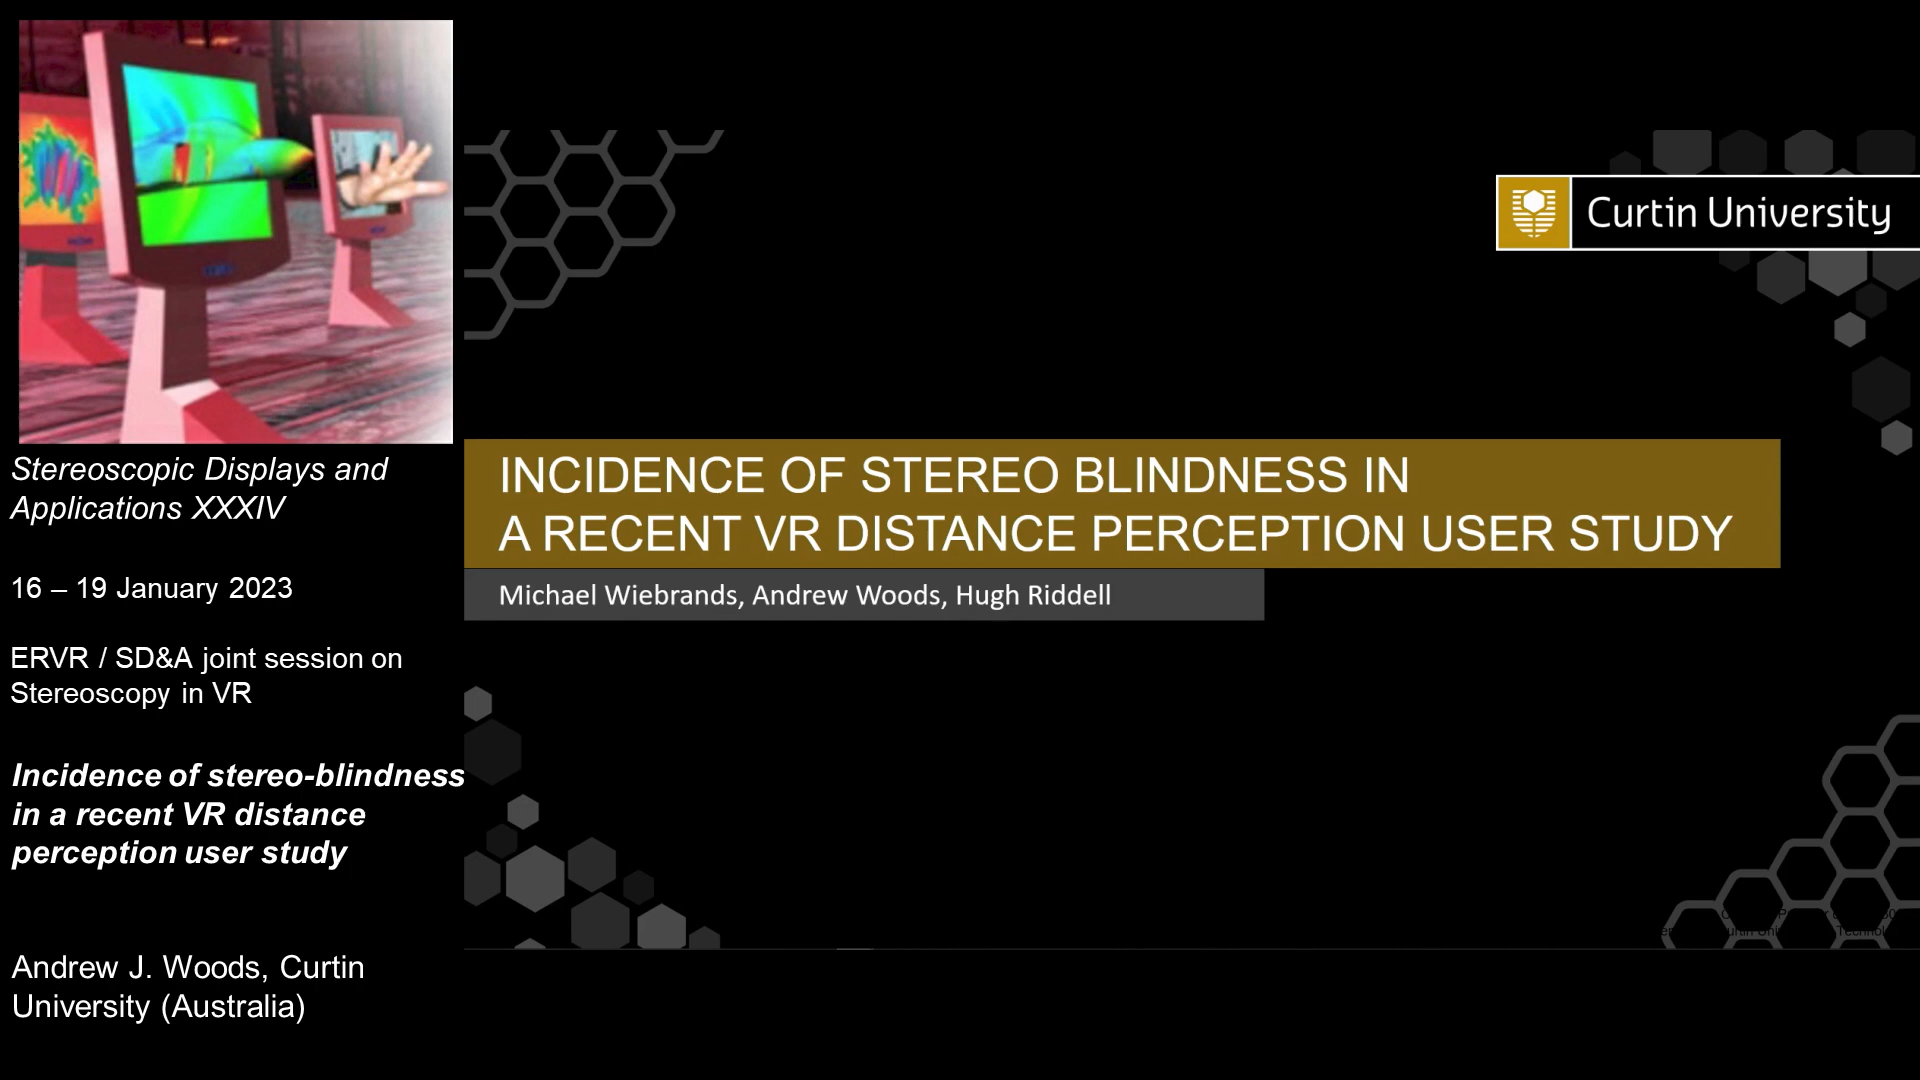 Stereoscopic Displays and
Applications XXXIV
16 – 19 January 2023
ERVR / SD&A joint session on
Stereoscopy in VR
Incidence of stereo-blindness
in a recent VR distance
perception user study
Andrew J. Woods, Curtin
University (Australia)
Curtin University
INCIDENCE OF STEREO BLINDNESS IN
A RECENT VR DISTANCE PERCEPTION USER STUDY
Michael Wiebrands, Andrew Woods, Hugh Riddell